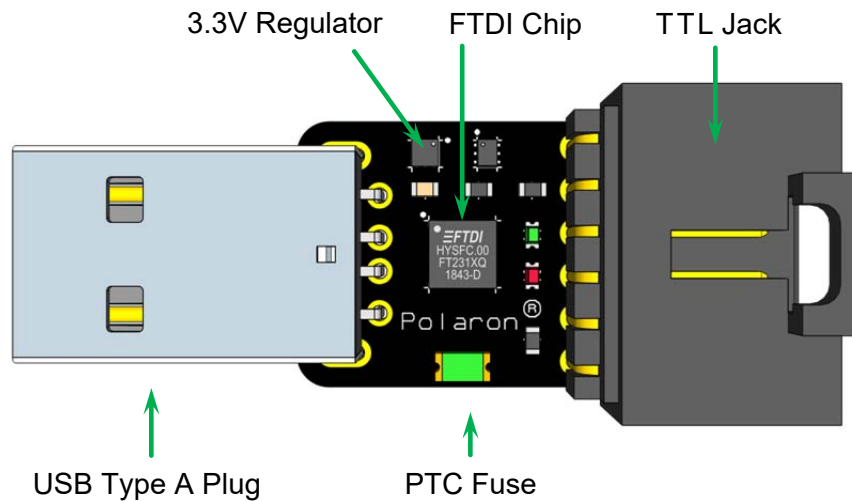 3.3V Regulator FTDI Chip TTL Jack
FTDI
HYSFC.00
FT231XQ
1843-D
Polaron ®
USB Type A Plug PTC Fuse